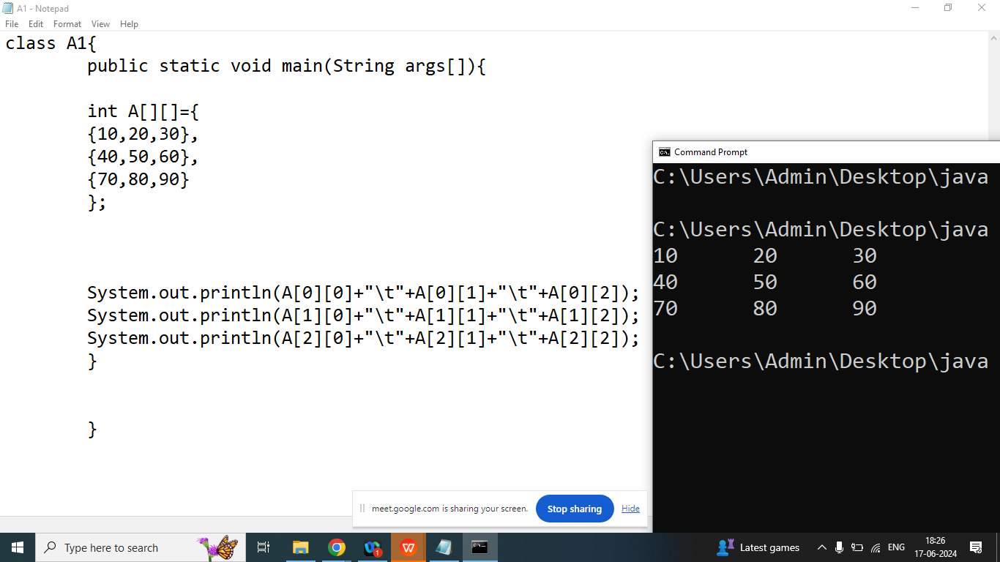 A1 - Notepad
File Edit Format View Help
class A1{
public static void main(String args[]){
int A[][]={
{10,20,30},
{40,50,60},
{70,80,90}
};
System.out.println(A[0][0]+"\t"+A[0][1]+"\t"+A[0][2]);
System.out.println(A[1][0]+"\t"+A[1][1]+"\t"+A[1][2]);
System.out.println(A[2][0]+"\t"+A[2][1]+"\t"+A[2][2]);
}
}
Command Prompt
C:\Users\Admin\Desktop\java
C:\Users\Admin\Desktop\java
10 20 30
40 50 60
70 80 90
C:\Users\Admin\Desktop\java
meet.google.com is sharing your screen. Stop sharing Hide
Type here to search
1
W
Latest games
ENG
18:26
17-06-2024